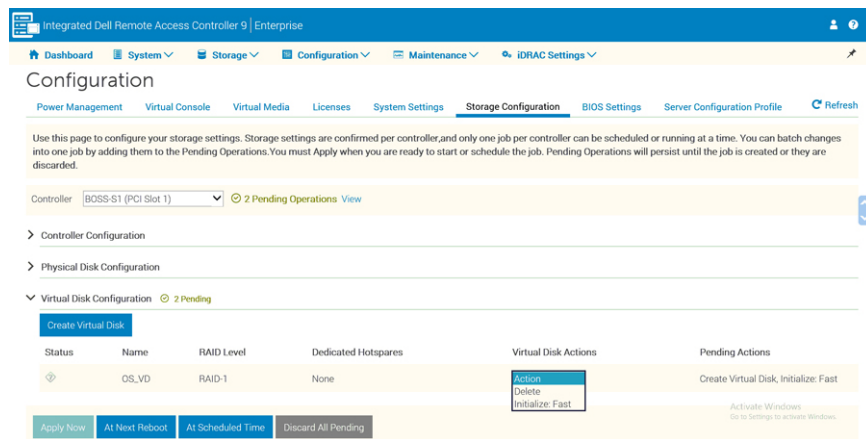 Integrated Dell Remote Access Controller 9 | Enterprise
Dashboard System Storage Configuration Maintenance iDRAC Settings
Configuration
Power Management Virtual Console Virtual Media Licenses System Settings Storage Configuration BIOS Settings Server Configuration Profile Refresh
Use this page to configure your storage settings. Storage settings are confirmed per controller,and only one job per controller can be scheduled or running at a time. You can batch changes
into one job by adding them to the Pending Operations.You must Apply when you are ready to start or schedule the job. Pending Operations will persist until the job is created or they are
discarded.
Controller BOSS-S1 (PCI Slot 1) 2 Pending Operations View
Controller Configuration
Physical Disk Configuration
Virtual Disk Configuration 2 Pending
Create Virtual Disk
Status Name RAID Level Dedicated Hotspares Virtual Disk Actions Pending Actions
OS_VD RAID-1 None Action Create Virtual Disk, Initialize: Fast
Delete
Initialize: Fast
Activate Windows
Go to Settings to activate Windows.
Apply Now At Next Reboot At Scheduled Time Discard All Pending